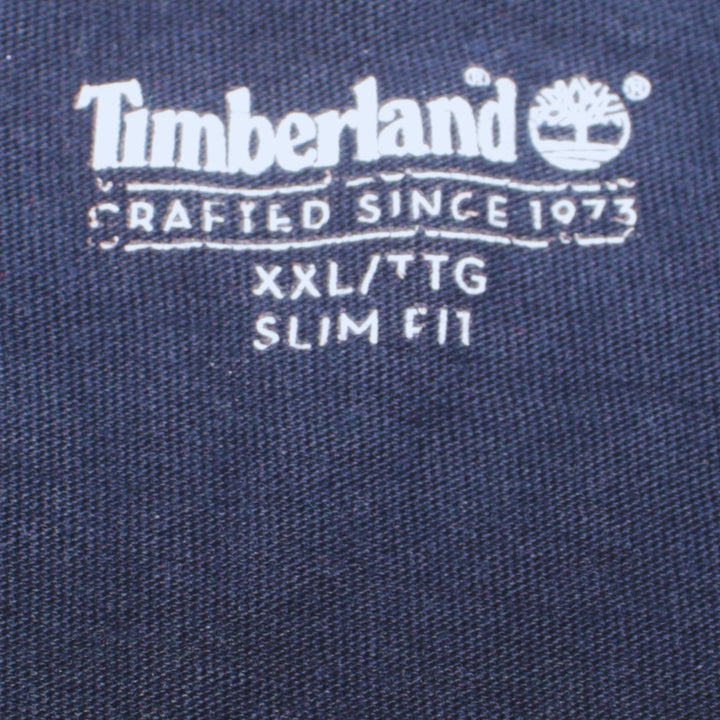 Timberland®®
CRAFTED SINCE 1973
XXL/TTG
SLIM FIT